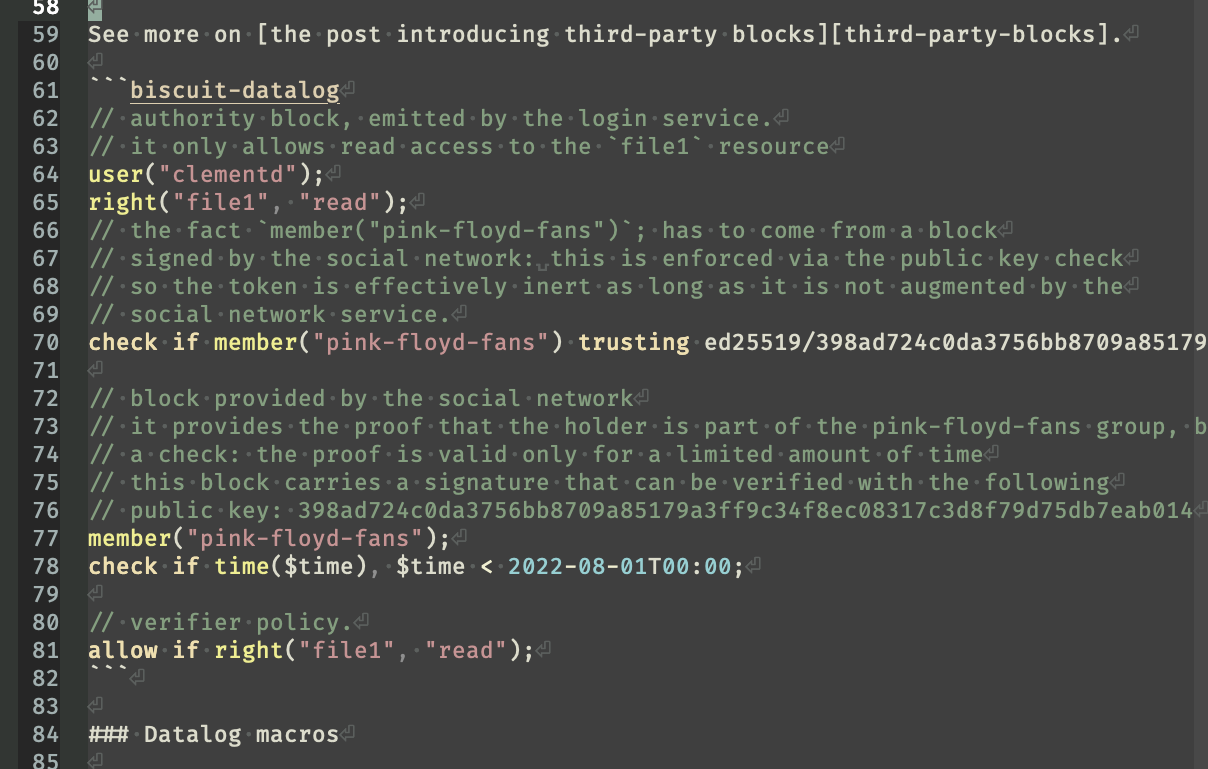 58
59 See more on [the post introducing third-party blocks][third-party-blocks].
60
61 ```biscuit-datalog
62 // authority block, emitted by the login service.
63 // it only allows read access to the `file1` resource
64 user("clementd");
65 right("file1", "read");
66 // the fact `member("pink-floyd-fans")`; has to come from a block
67 // signed by the social network: this is enforced via the public key check
68 // so the token is effectively inert as long as it is not augmented by the
69 // social network service.
70 check if member("pink-floyd-fans") trusting ed25519/398ad724c0da3756bb8709a85179
71
72 // block provided by the social network
73 // it provides the proof that the holder is part of the pink-floyd-fans group, b
74 // a check: the proof is valid only for a limited amount of time
75 // this block carries a signature that can be verified with the following
76 // public key: 398ad724c0da3756bb8709a85179a3ff9c34f8ec08317c3d8f79d75db7eab014
77 member("pink-floyd-fans");
78 check if time($time), $time < 2022-08-01T00:00;
79
80 // verifier policy.
81 allow if right("file1", "read");
82 ```
83
84 ### Datalog macros
85